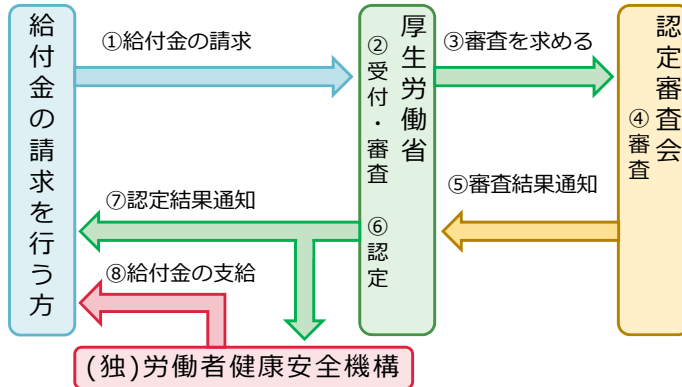 給付金の請求を行う方
①給付金の請求
厚生労働省
②受付・審査
⑥認定
③審査を求める
認定審査会
④審査
⑤審査結果通知
⑦認定結果通知
⑧給付金の支給
(独)労働者健康安全機構